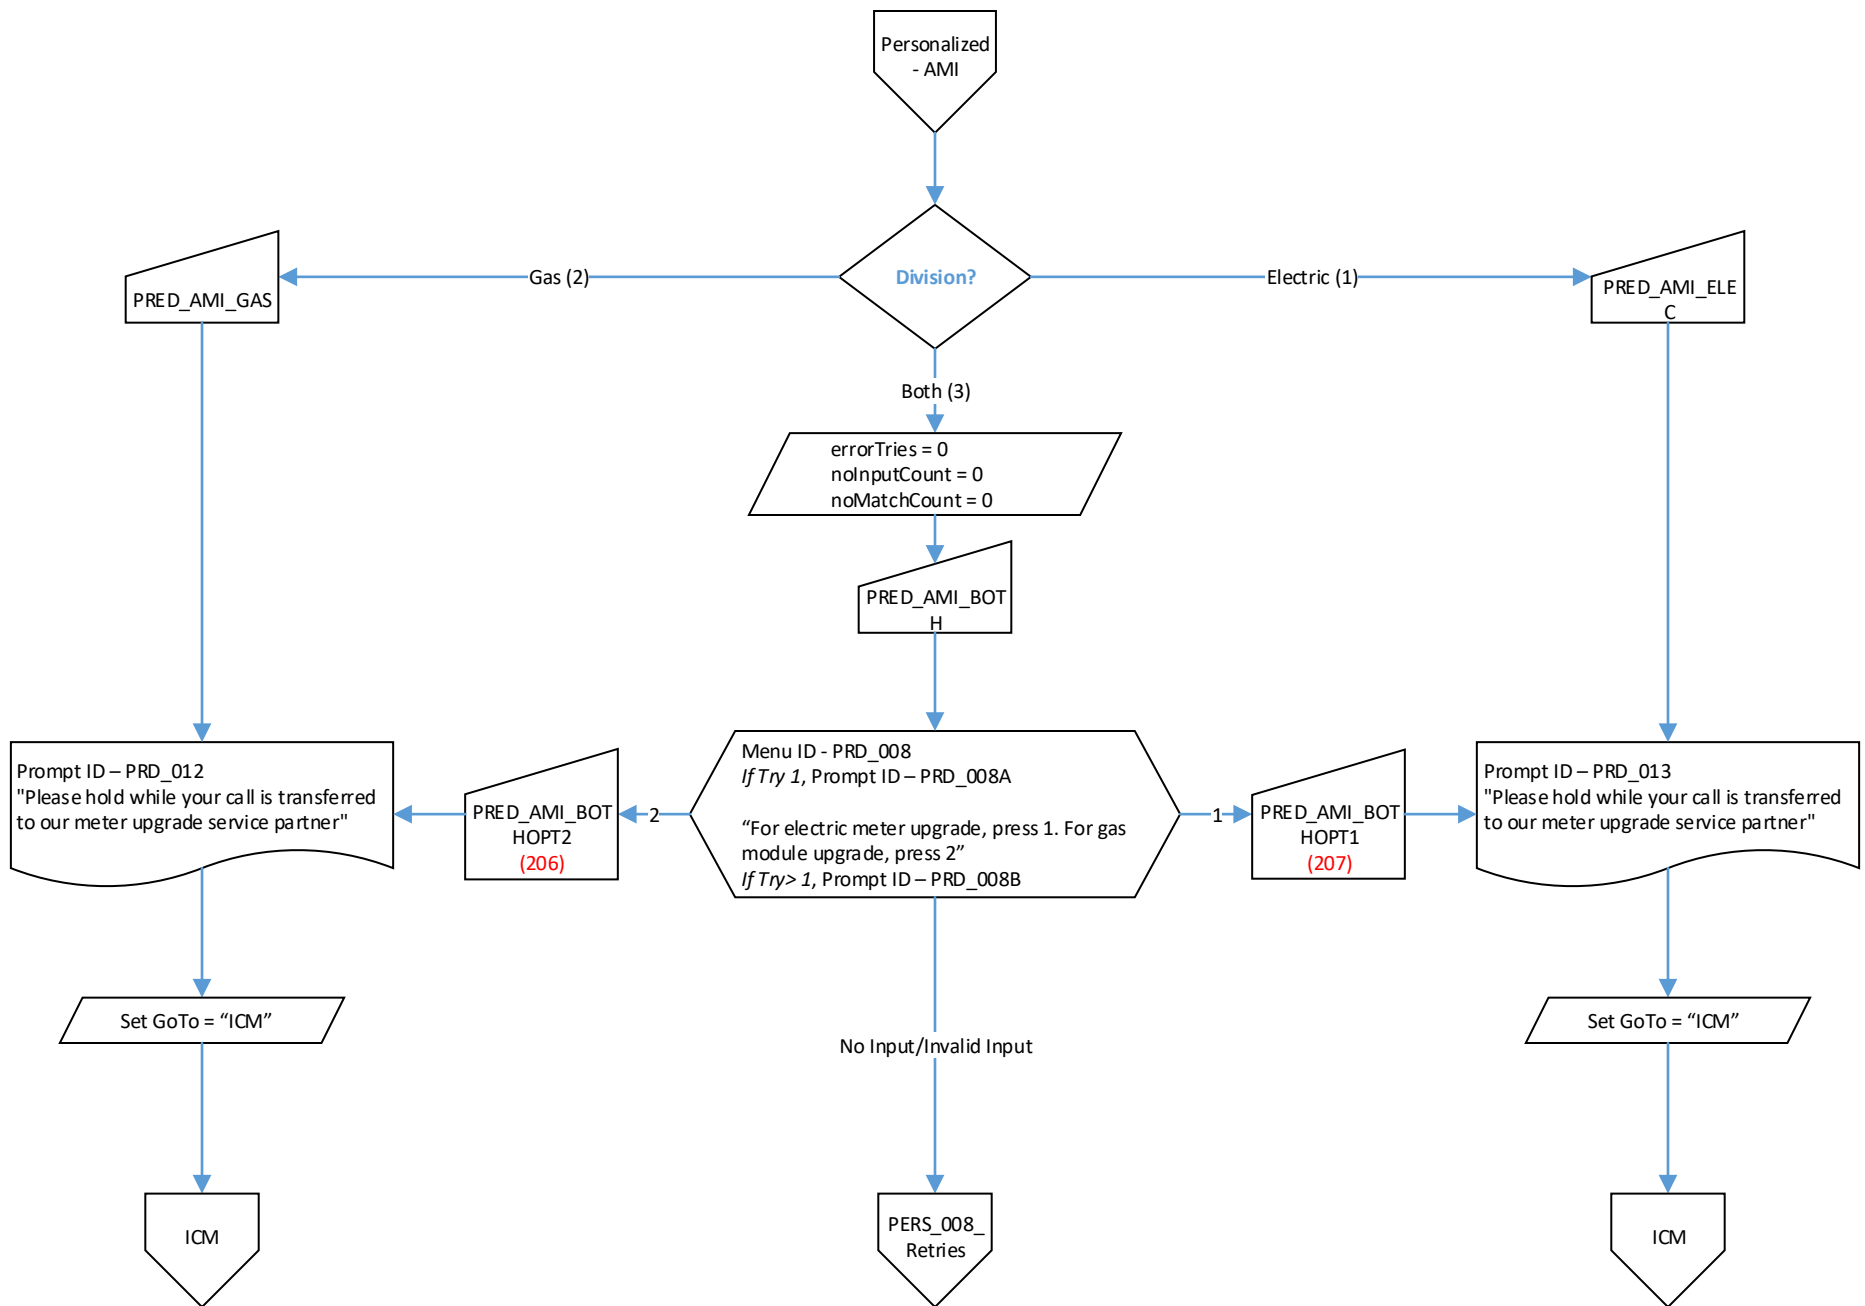 Personalized
- AMI
Division?
Gas (2)
Electric (1)
PRED_AMI_GAS
PRED_AMI_ELE
C
Both (3)
errorTries = 0
noInputCount = 0
noMatchCount = 0
PRED_AMI_BOT
H
Prompt ID – PRD_012
"Please hold while your call is transferred
to our meter upgrade service partner"
PRED_AMI_BOT
HOPT2
(206)
2
Menu ID - PRD_008
If Try 1, Prompt ID – PRD_008A
“For electric meter upgrade, press 1. For gas
module upgrade, press 2”
If Try> 1, Prompt ID – PRD_008B
1
PRED_AMI_BOT
HOPT1
(207)
Prompt ID – PRD_013
"Please hold while your call is transferred
to our meter upgrade service partner"
Set GoTo = “ICM”
No Input/Invalid Input
Set GoTo = “ICM”
ICM
PERS_008_
Retries
ICM